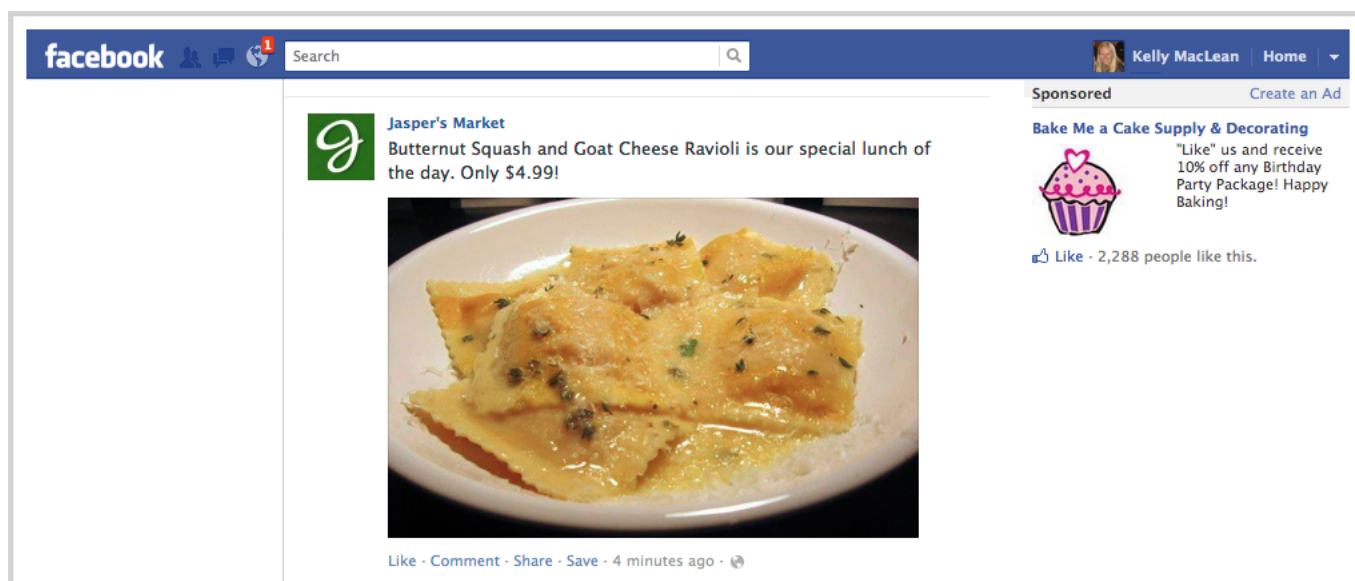 facebook
1
Search
Kelly MacLean
Home
Jasper's Market
Butternut Squash and Goat Cheese Ravioli is our special lunch of
the day. Only $4.99!
Like · Comment · Share · Save · 4 minutes ago ·
Sponsored
Create an Ad
Bake Me a Cake Supply & Decorating
"Like" us and receive
10% off any Birthday
Party Package! Happy
Baking!
Like · 2,288 people like this.